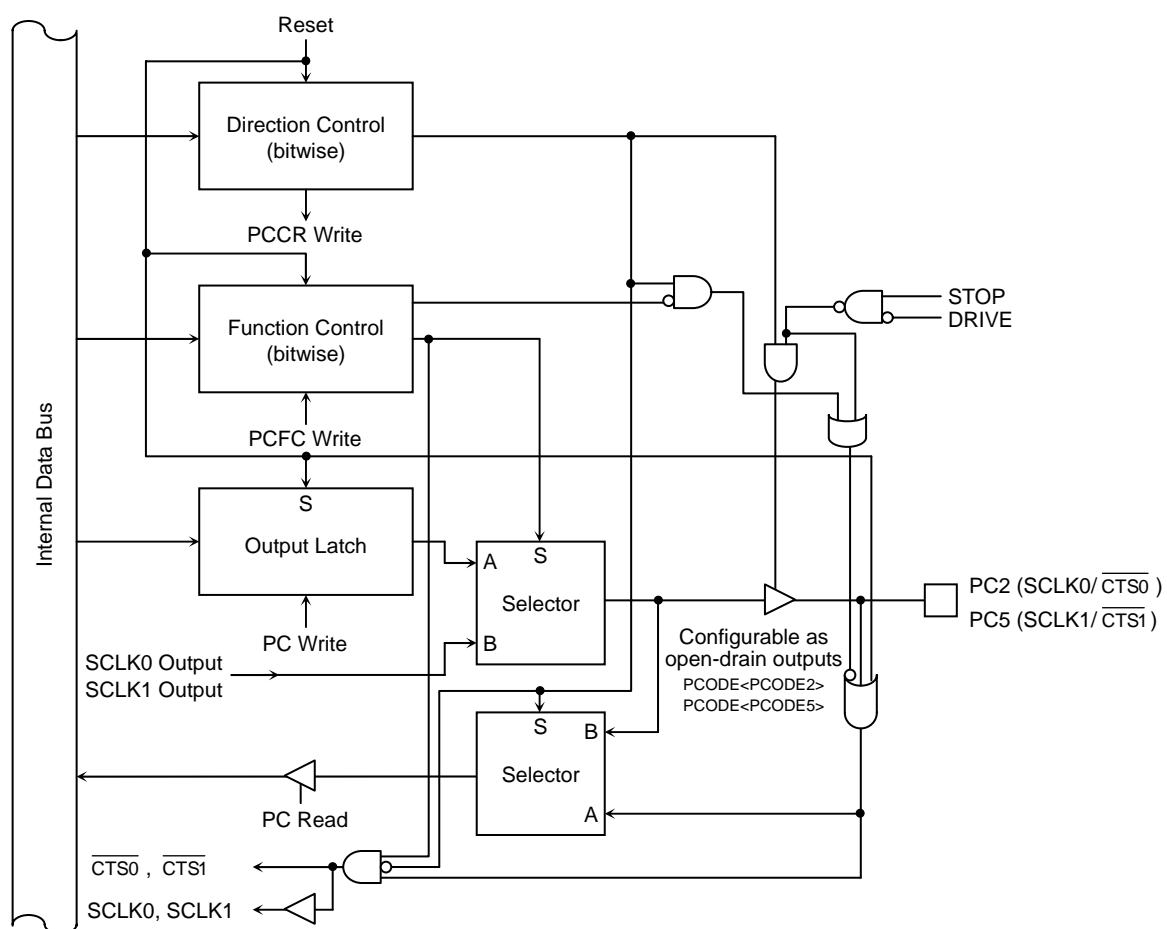 Reset
Direction Control
(bitwise)
PCCR Write
STOP
DRIVE
Function Control
(bitwise)
Internal Data Bus
PCFC Write
S
Output Latch
A
S
Selector
B
PC2 (SCLK0/ CTS0 )
PC5 (SCLK1/ CTS1 )
PC Write
Configurable as
open-drain outputs
PCODE<PCODE2>
PCODE<PCODE5>
SCLK0 Output
SCLK1 Output
S
B
Selector
A
PC Read
CTS0 , CTS1
SCLK0, SCLK1